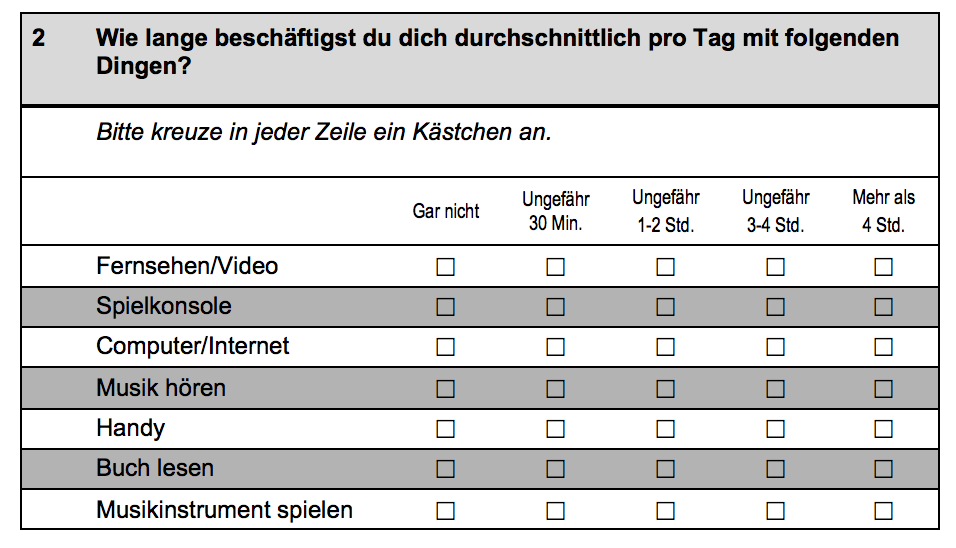 2 Wie lange beschäftigst du dich durchschnittlich pro Tag mit folgenden
Dingen?
Bitte kreuze in jeder Zeile ein Kästchen an.
Gar nicht
Ungefähr
30 Min.
Ungefähr
1-2 Std.
Ungefähr
3-4 Std.
Mehr als
4 Std.
Fernsehen/Video
Spielkonsole
Computer/Internet
Musik hören
Handy
Buch lesen
Musikinstrument spielen